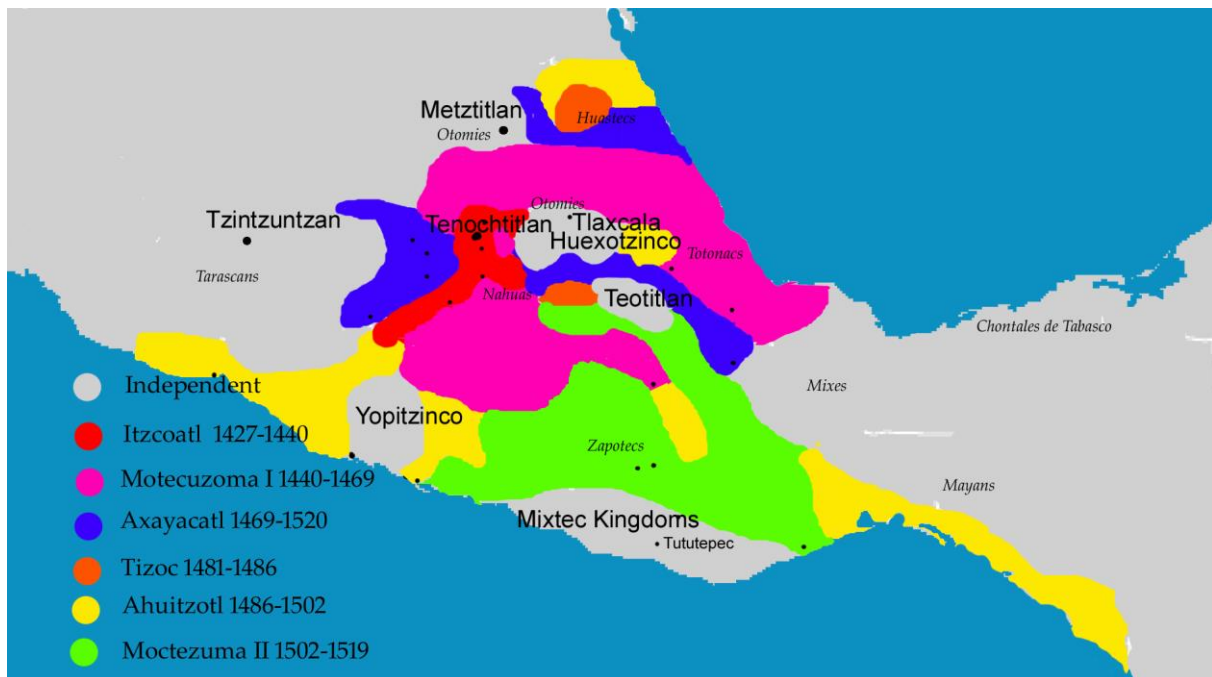 Metztitlan
Otomies
Huastecs
Tzintzuntzan
Tarascans
Otomies
Tenochtitlan
Tlaxcala
Huexotzinco
Totonacs
Nahuas
Teotitlan
Chontales de Tabasco
Mixes
Yopitzinco
Zapotecs
Mayans
Mixtec Kingdoms
Tututepec
Independent
Itzcoatl 1427-1440
Motecuzoma I 1440-1469
Axayacatl 1469-1520
Tizoc 1481-1486
Ahuitzotl 1486-1502
Moctezuma II 1502-1519